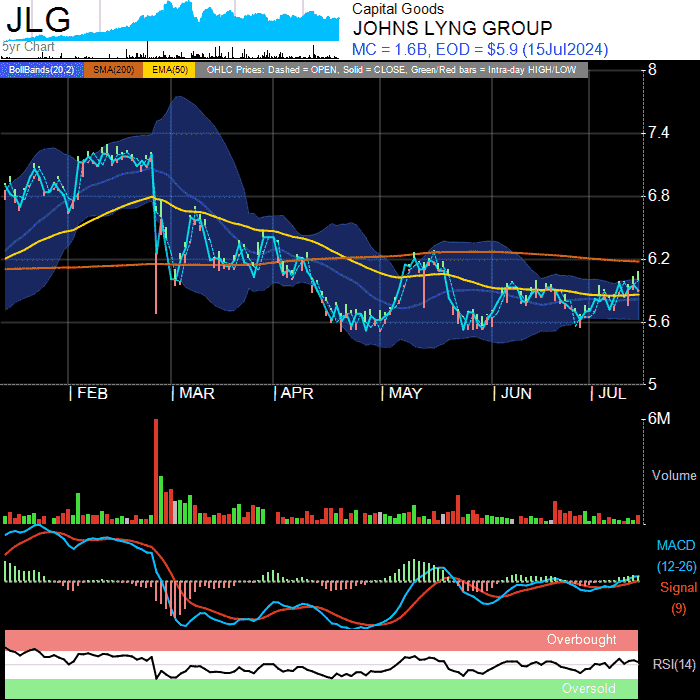 JLG
5yr Chart
Capital Goods
JOHNS LYNG GROUP
MC = 1.6B, EOD = $5.9 (15Jul2024)
BollBands(20,2) SMA(200) EMA(50) OHLC Prices: Dashed = OPEN, Solid = CLOSE, Green/Red bars = Intra-day HIGH/LOW
8
7.4
6.8
6.2
5.6
5
| FEB | MAR | APR | MAY | JUN | JUL
6M
Volume
MACD
(12-26)
Signal
(9)
Overbought
RSI(14)
Oversold